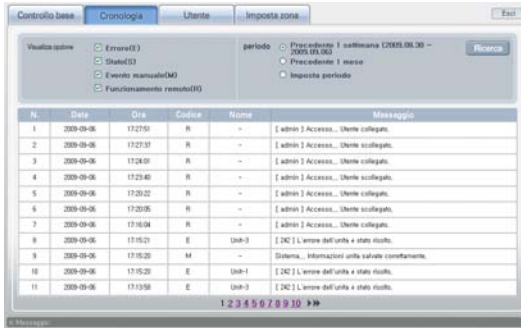 Controllo base Cronologia Utente Imposta zona Esci
Visualizza opzione Errore(E) periodo Precedente 1 settimana (2009.08.30 ~ 2009.09.06) Ricerca
Stato(S) Precedente 1 mese
Evento manuale(M) Imposta periodo
Funzionamento remoto(R)
N. Data Ora Codice Nome Messaggio
1 2009-09-06 17:27:51 R - [ admin ] Accesso... Utente collegato.
2 2009-09-06 17:27:37 R - [ admin ] Accesso... Utente scollegato.
3 2009-09-06 17:24:01 R - [ admin ] Accesso... Utente collegato.
4 2009-09-06 17:23:40 R - [ admin ] Accesso... Utente scollegato.
5 2009-09-06 17:20:22 R - [ admin ] Accesso... Utente collegato.
6 2009-09-06 17:20:05 R - [ admin ] Accesso... Utente scollegato.
7 2009-09-06 17:16:04 R - [ admin ] Accesso... Utente collegato.
8 2009-09-06 17:15:21 E Unit-3 [ 242 ] L'errore dell'unità è stato risolto.
9 2009-09-06 17:15:20 M - Sistema... Informazioni unità salvate correttamente.
10 2009-09-06 17:15:20 E Unit-1 [ 242 ] L'errore dell'unità è stato risolto.
11 2009-09-06 17:13:58 E Unit-3 [ 242 ] L'errore dell'unità è stato risolto.
1 2 3 4 5 6 7 8 9 10
Messaggio